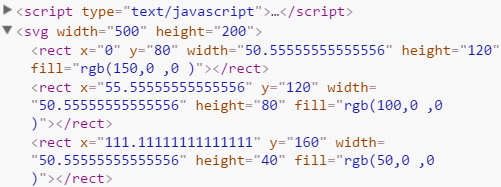 ▶<script type="text/javascript">…</script>
▼<svg width="500" height="200">
<rect x="0" y="80" width="50.55555555555556" height="120"
fill="rgb(150,0 ,0 )"></rect>
<rect x="55.55555555555556" y="120" width=
"50.55555555555556" height="80" fill="rgb(100,0 ,0
)"></rect>
<rect x="111.11111111111111" y="160" width=
"50.55555555555556" height="40" fill="rgb(50,0 ,0
)"></rect>